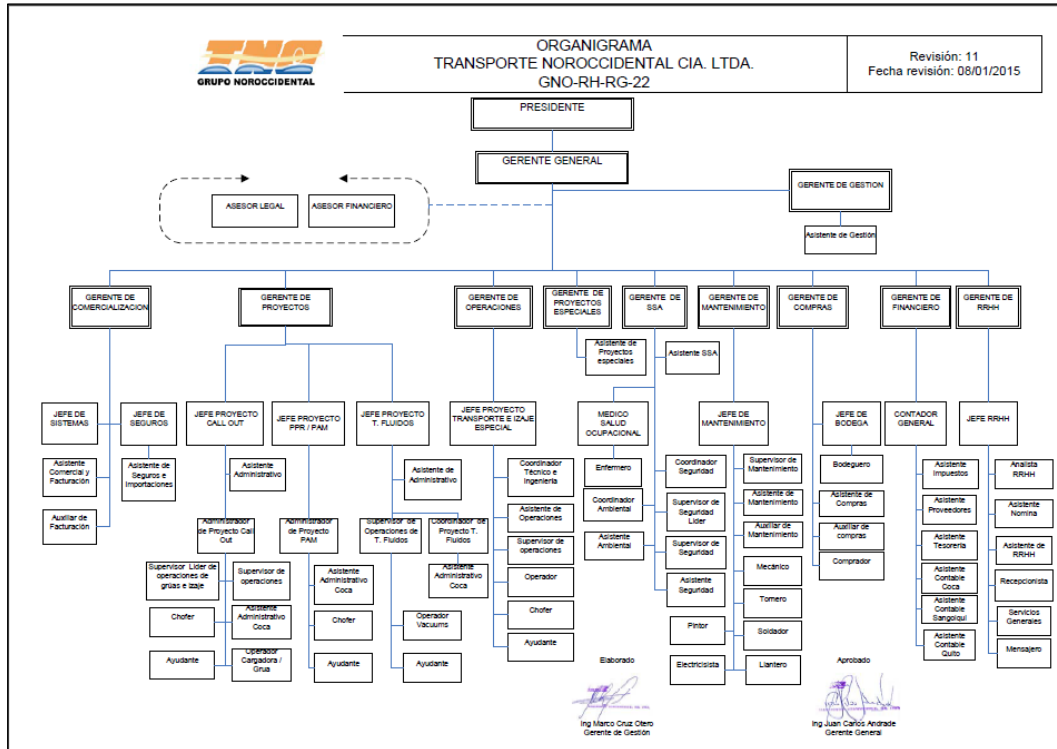 TNO
GRUPO NOROCCIDENTAL
ORGANIGRAMA
TRANSPORTE NOROCCIDENTAL CIA. LTDA.
GNO-RH-RG-22
Revisión: 11
Fecha revisión: 08/01/2015
PRESIDENTE
GERENTE GENERAL
GERENTE DE GESTION
Asistente de Gestión
ASESOR LEGAL
ASESOR FINANCIERO
GERENTE DE
COMERCIALIZACION
GERENTE DE
PROYECTOS
GERENTE DE
OPERACIONES
GERENTE DE
PROYECTOS
ESPECIALES
GERENTE DE
SSA
GERENTE DE
MANTENIMIENTO
GERENTE DE
COMPRAS
GERENTE DE
FINANCIERO
GERENTE DE
RRHH
Asistente de
Proyectos
especiales
Asistente SSA
JEFE DE
SISTEMAS
JEFE DE
SEGUROS
JEFE PROYECTO
CALL OUT
JEFE PROYECTO
PPR / PAM
JEFE PROYECTO
T. FLUIDOS
JEFE PROYECTO
TRANSPORTE E IZAJE
ESPECIAL
MEDICO
SALUD
OCUPACIONAL
JEFE DE
MANTENIMIENTO
JEFE DE
BODEGA
CONTADOR
GENERAL
JEFE RRHH
Asistente
Comercial y
Facturación
Auxiliar de
Facturación
Asistente de
Seguros e
Importaciones
Asistente
Administrativo
Administrador
de Proyecto Call
Out
Supervisor Lider de
operaciones de
grúas e izaje
Supervisor de
operaciones
Chofer
Asistente
Administrativo
Coca
Ayudante
Operador
Cargadora /
Grua
Administrador
de Proyecto
PAM
Asistente
Administrativo
Coca
Chofer
Ayudante
Asistente de
Administrativo
Supervisor de
Operaciones de
T. Fluidos
Coordinador de
Proyecto T.
Fluidos
Asistente
Administrativo
Coca
Operador
Vacuums
Ayudante
Coordinador
Técnico e
Ingenieria
Asistente de
Operaciones
Supervisor de
operaciones
Operador
Chofer
Ayudante
Enfermero
Coordinador
Ambiental
Asistente
Ambiental
Coordinador
Seguridad
Supervisor de
Seguridad
Lider
Supervisor de
Seguridad
Asistente
Seguridad
Supervisor de
Mantenimiento
Asistente de
Mantenimiento
Auxiliar de
Mantenimiento
Mecánico
Tornero
Pintor
Soldador
Electricisista
Llantero
Bodeguero
Asistente de
Compras
Auxiliar de
compras
Comprador
Asistente
Impuestos
Asistente
Proveedores
Asistente
Tesorería
Asistente
Contable
Coca
Asistente
Contable
Sangolqui
Asistente
Contable
Quito
Analista
RRHH
Asistente
Nomina
Asistente de
RRHH
Recepcionista
Servicios
Generales
Mensajero
Elaborado
Ing Marco Cruz Otero
Gerente de Gestión
Aprobado
Ing Juan Carlos Andrade
Gerente General